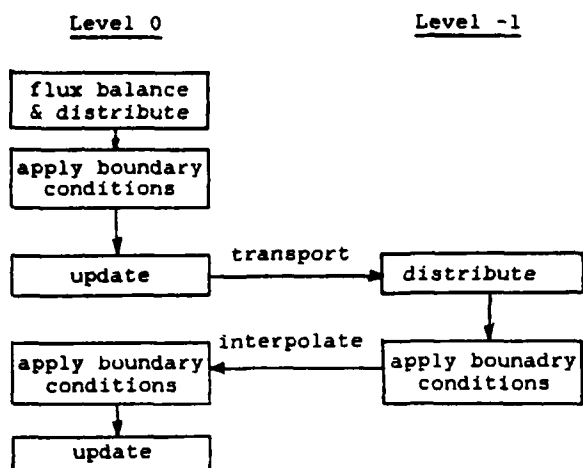 Level 0
Level -1
flux balance
& distribute
apply boundary
conditions
update
transport
distribute
apply boundary
conditions
interpolate
apply bounadry
conditions
update